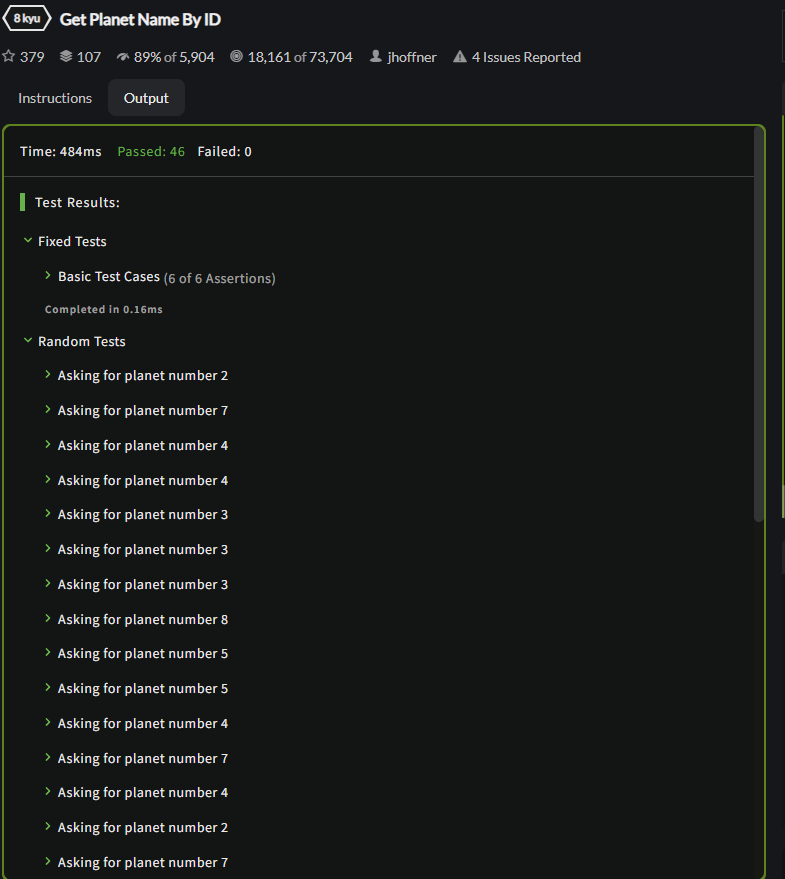 8 kyu Get Planet Name By ID
379 107 89% of 5,904 18,161 of 73,704 jhoffner 4 Issues Reported
Instructions Output
Time: 484ms Passed: 46 Failed: 0
Test Results:
Fixed Tests
Basic Test Cases (6 of 6 Assertions)
Completed in 0.16ms
Random Tests
Asking for planet number 2
Asking for planet number 7
Asking for planet number 4
Asking for planet number 4
Asking for planet number 3
Asking for planet number 3
Asking for planet number 3
Asking for planet number 8
Asking for planet number 5
Asking for planet number 5
Asking for planet number 4
Asking for planet number 7
Asking for planet number 4
Asking for planet number 2
Asking for planet number 7